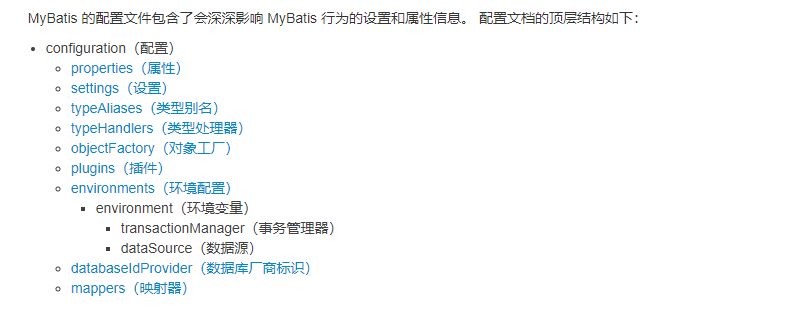 MyBatis 的配置文件包含了会深深影响 MyBatis 行为的设置和属性信息。 配置文档的顶层结构如下：
configuration（配置）
properties（属性）
settings（设置）
typeAliases（类型别名）
typeHandlers（类型处理器）
objectFactory（对象工厂）
plugins（插件）
environments（环境配置）
environment（环境变量）
transactionManager（事务管理器）
dataSource（数据源）
databaseIdProvider（数据库厂商标识）
mappers（映射器）